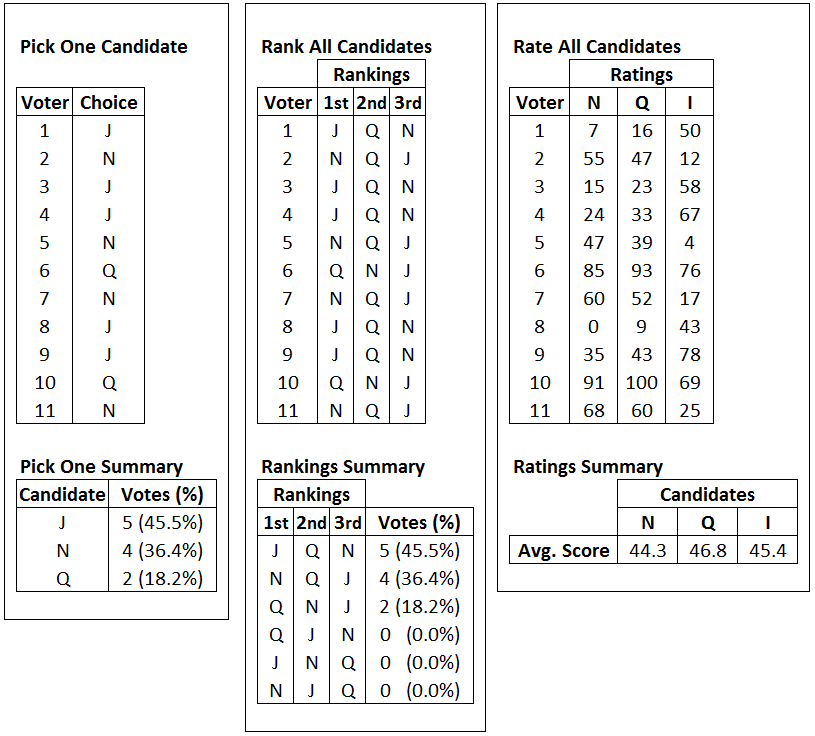 Pick One Candidate
Voter Choice
1 J
2 N
3 J
4 J
5 N
6 Q
7 N
8 J
9 J
10 Q
11 N
Pick One Summary
Candidate Votes (%)
J 5 (45.5%)
N 4 (36.4%)
Q 2 (18.2%)
Rank All Candidates
Rankings
Voter 1st 2nd 3rd
1 J Q N
2 N Q J
3 J Q N
4 J Q N
5 N Q J
6 Q N J
7 N Q J
8 J Q N
9 J Q N
10 Q N J
11 N Q J
Rankings Summary
Rankings
1st 2nd 3rd Votes (%)
J Q N 5 (45.5%)
N Q J 4 (36.4%)
Q N J 2 (18.2%)
Q J N 0 (0.0%)
J N Q 0 (0.0%)
N J Q 0 (0.0%)
Rate All Candidates
Ratings
Voter N Q I
1 7 16 50
2 55 47 12
3 15 23 58
4 24 33 67
5 47 39 4
6 85 93 76
7 60 52 17
8 0 9 43
9 35 43 78
10 91 100 69
11 68 60 25
Ratings Summary
Candidates
N Q I
Avg. Score 44.3 46.8 45.4